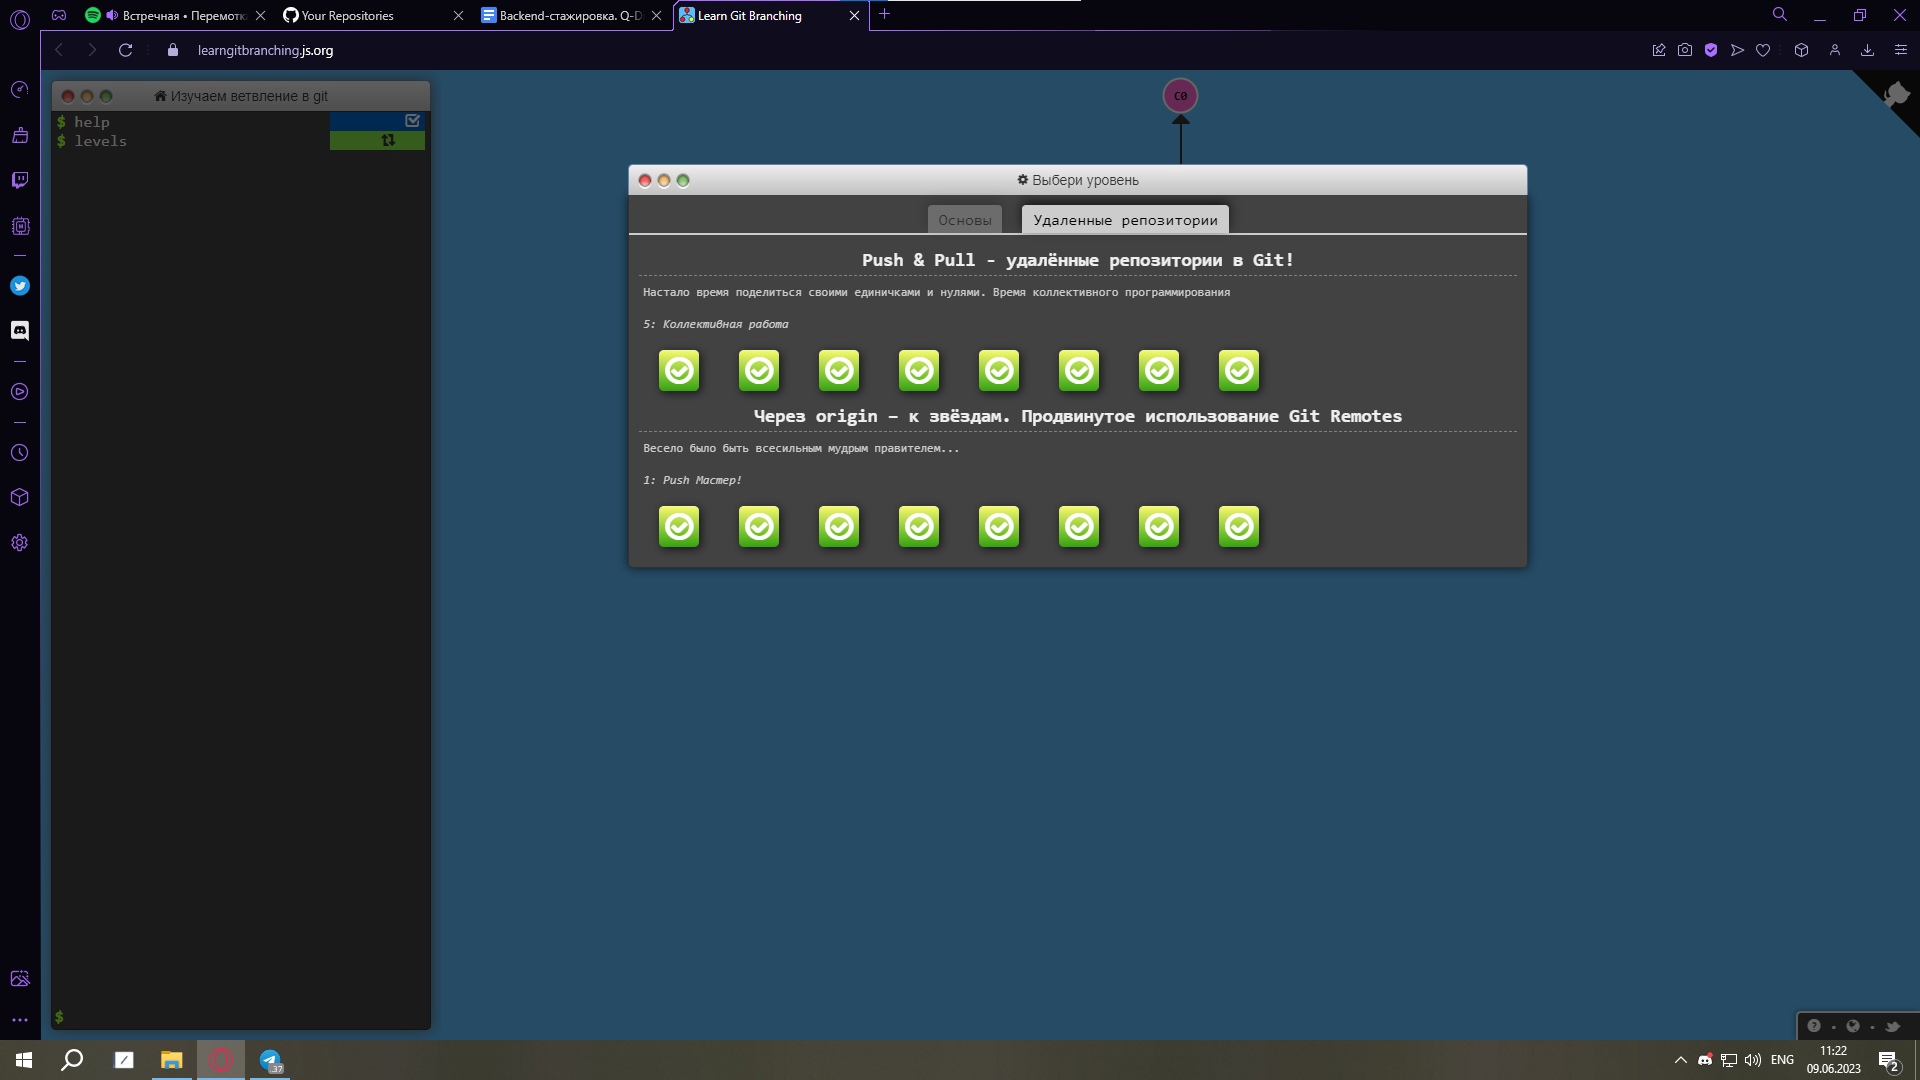 Встречная • Перемотк
Your Repositories
Backend-стажировка. Q-D
Learn Git Branching
learngitbranching.js.org
Изучаем ветвление в git
$ help
$ levels
C0
Выбери уровень
Основы
Удаленные репозитории
Push & Pull - удалённые репозитории в Git!
Настало время поделиться своими единичками и нулями. Время коллективного программирования
5: Коллективная работа
Через origin – к звёздам. Продвинутое использование Git Remotes
Весело было быть всесильным мудрым правителем...
1: Push Мастер!
$
37
ENG
11:22
09.06.2023
2